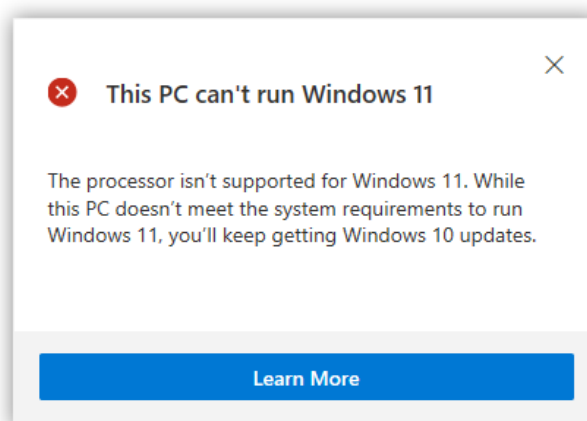 This PC can't run Windows 11
The processor isn't supported for Windows 11. While
this PC doesn't meet the system requirements to run
Windows 11, you'll keep getting Windows 10 updates.
Learn More